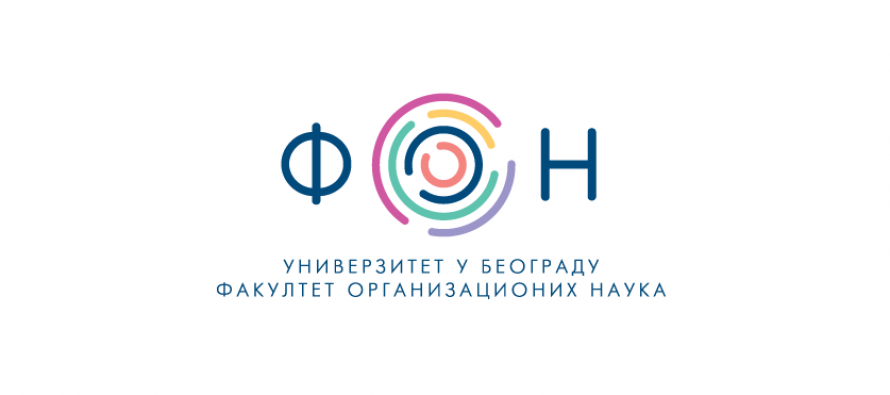 ФОН
УНИВЕРЗИТЕТ У БЕОГРАДУ
ФАКУЛТЕТ ОРГАНИЗАЦИОНИХ НАУКА